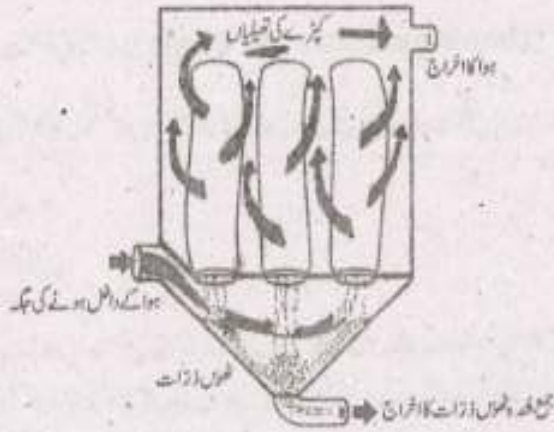 کپڑے کی تھیلیاں
ہوا کا اخراج
ہوا کے داخل ہونے کی جگہ
ٹھوس ذرات
جمع شدہ ٹھوس ذرات کا اخراج